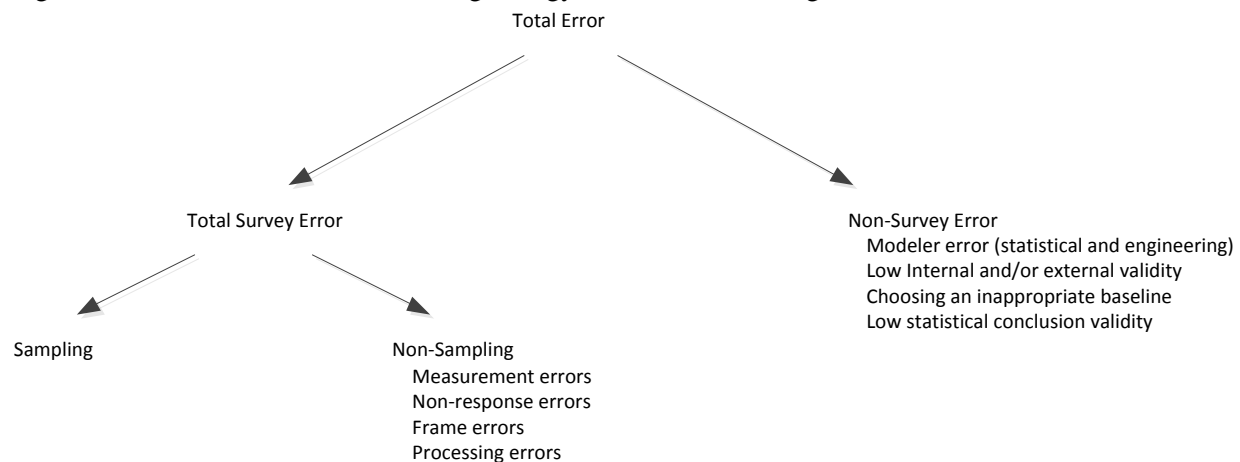 Total Error
Total Survey Error
Non-Survey Error
Modeler error (statistical and engineering)
Low Internal and/or external validity
Choosing an inappropriate baseline
Low statistical conclusion validity
Sampling
Non-Sampling
Measurement errors
Non-response errors
Frame errors
Processing errors